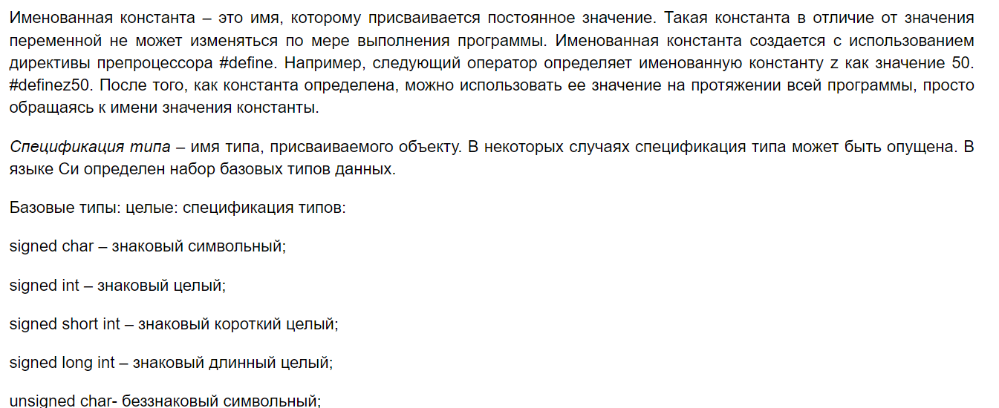 Именованная константа – это имя, которому присваивается постоянное значение. Такая константа в отличие от значения
переменной не может изменяться по мере выполнения программы. Именованная константа создается с использованием
директивы препроцессора #define. Например, следующий оператор определяет именованную константу z как значение 50.
#definez50. После того, как константа определена, можно использовать ее значение на протяжении всей программы, просто
обращаясь к имени значения константы.
Спецификация типа – имя типа, присваиваемого объекту. В некоторых случаях спецификация типа может быть опущена. В
языке Си определен набор базовых типов данных.
Базовые типы: целые: спецификация типов:
signed char – знаковый символьный;
signed int – знаковый целый;
signed short int – знаковый короткий целый;
signed long int – знаковый длинный целый;
unsigned char- беззнаковый символьный;